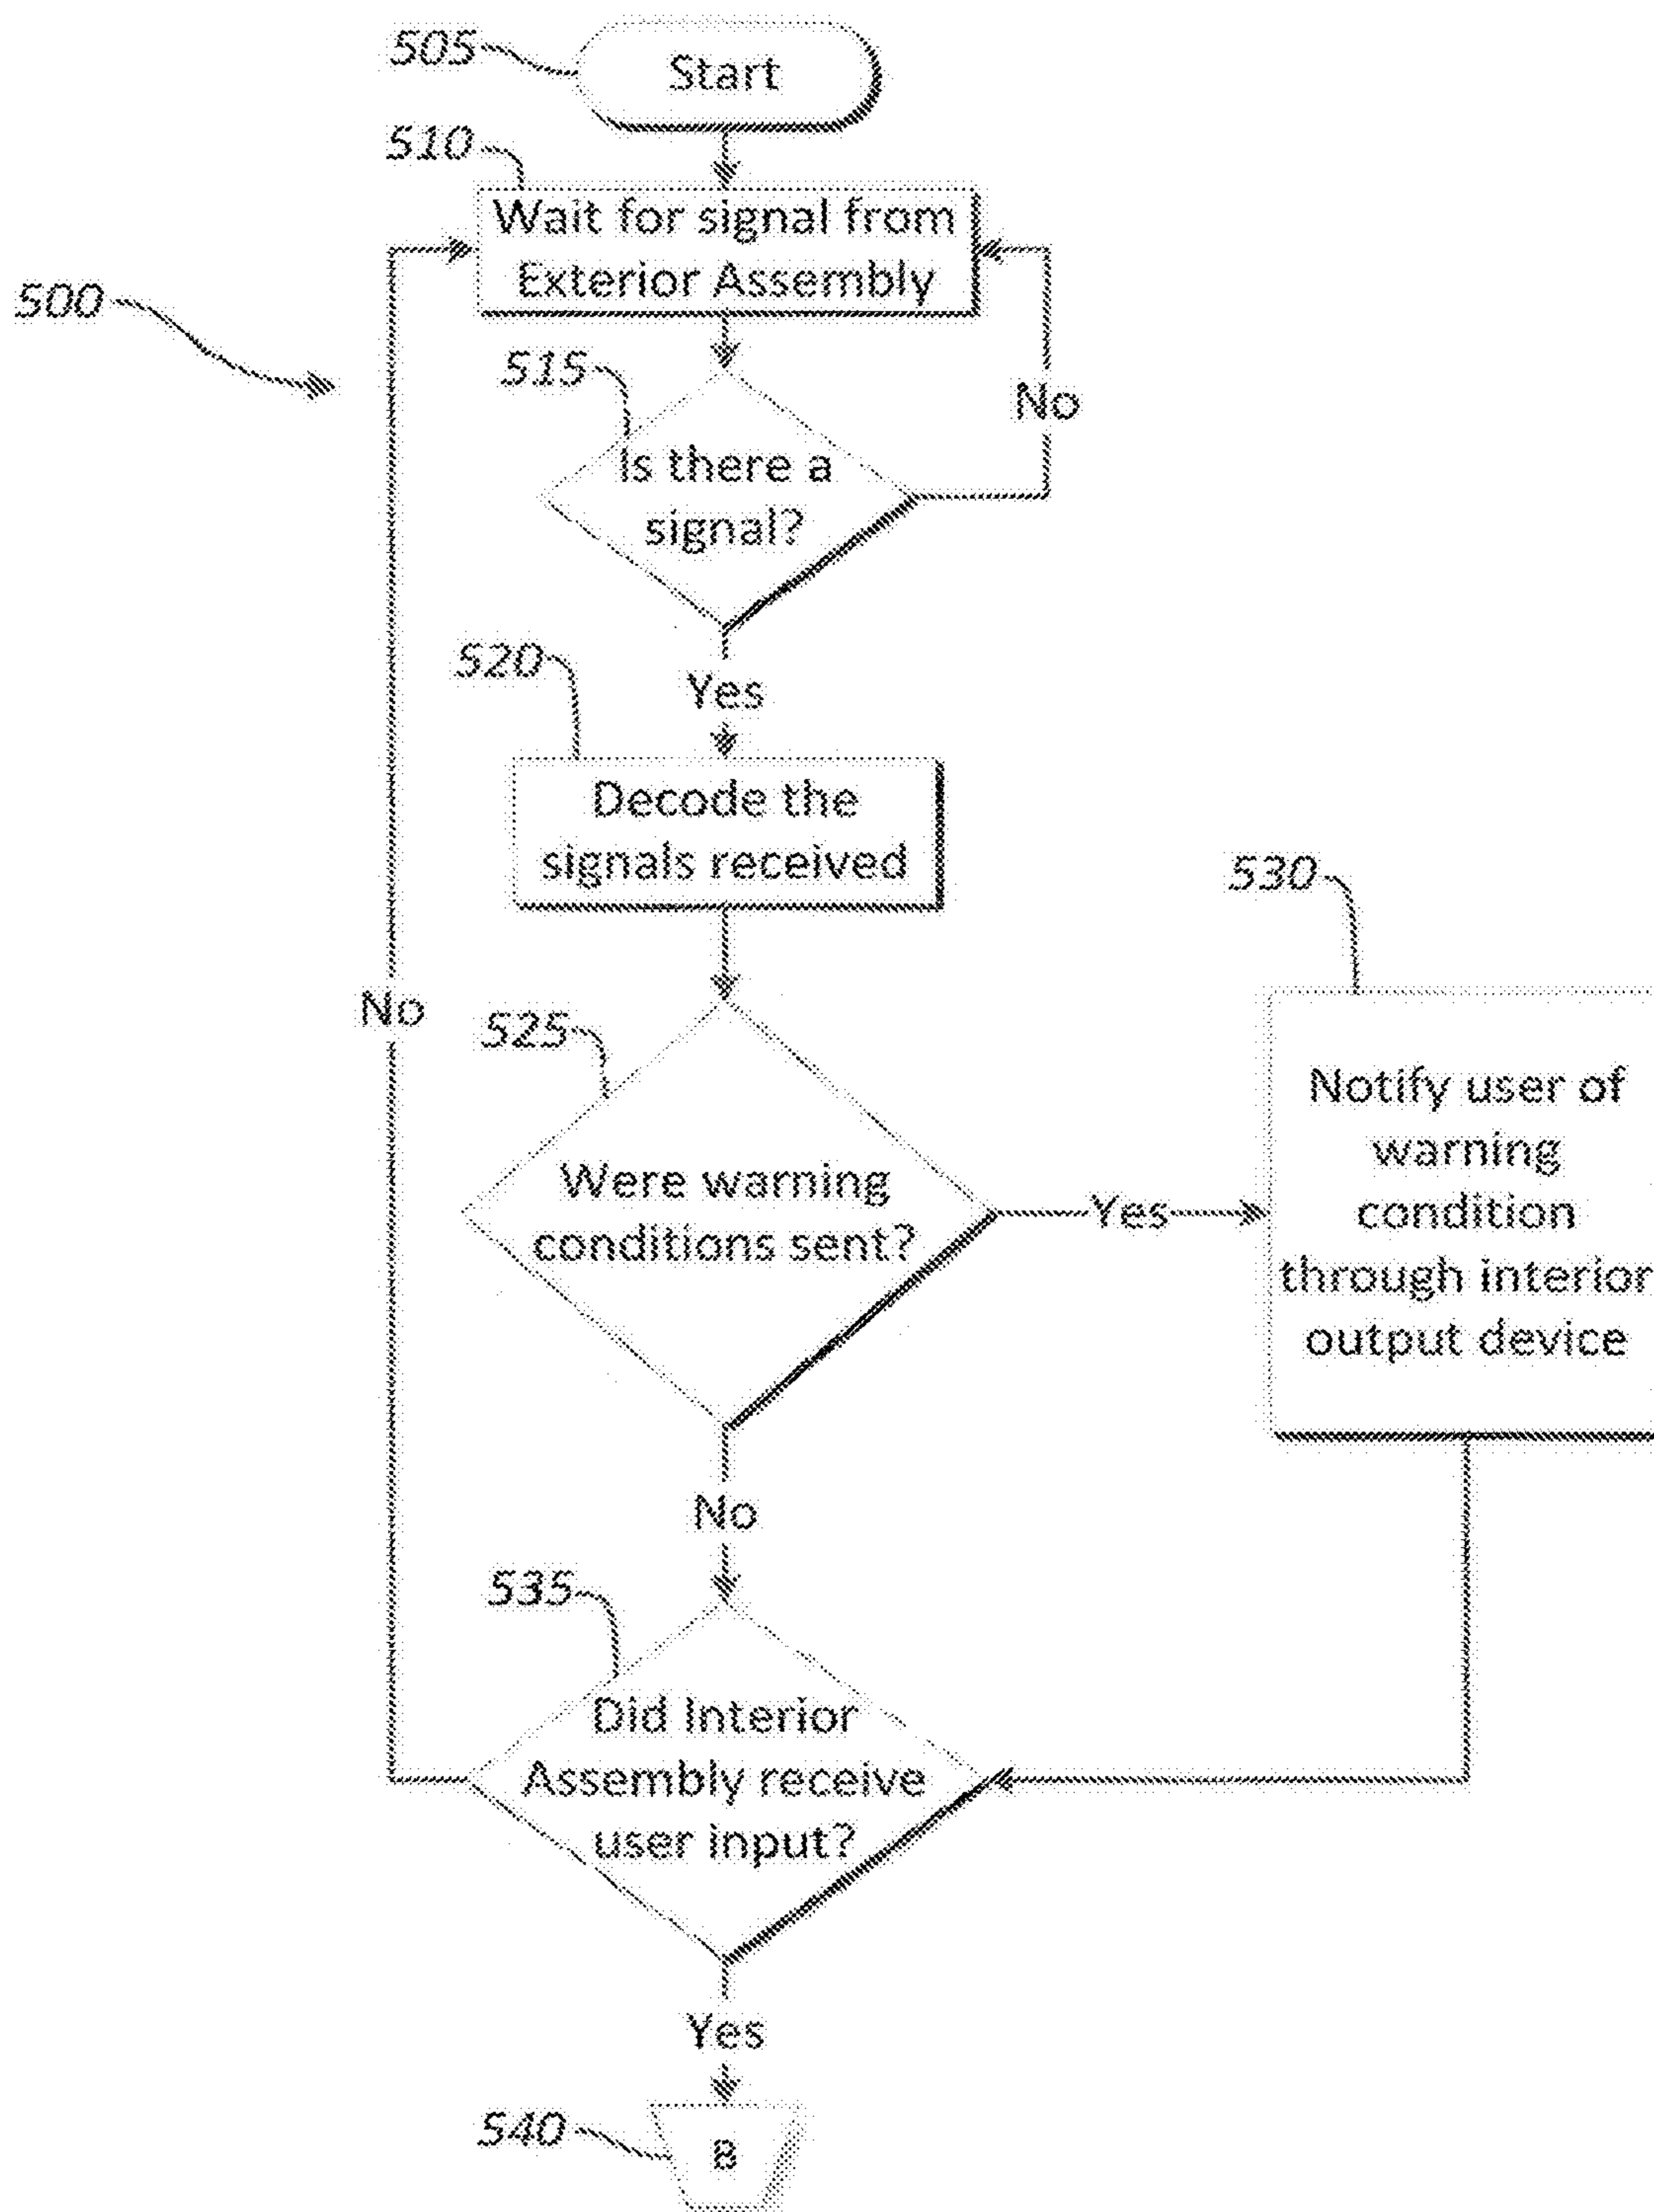 505
Start
510
Wait for signal from
Exterior Assembly
500
515
Is there a
signal?
No
520
Yes
Decode the
signals received
530
No
525
Were warning
conditions sent?
Yes
Notify user of
warning
condition
through interior
output device
No
535
Did Interior
Assembly receive
user input?
Yes
540
B